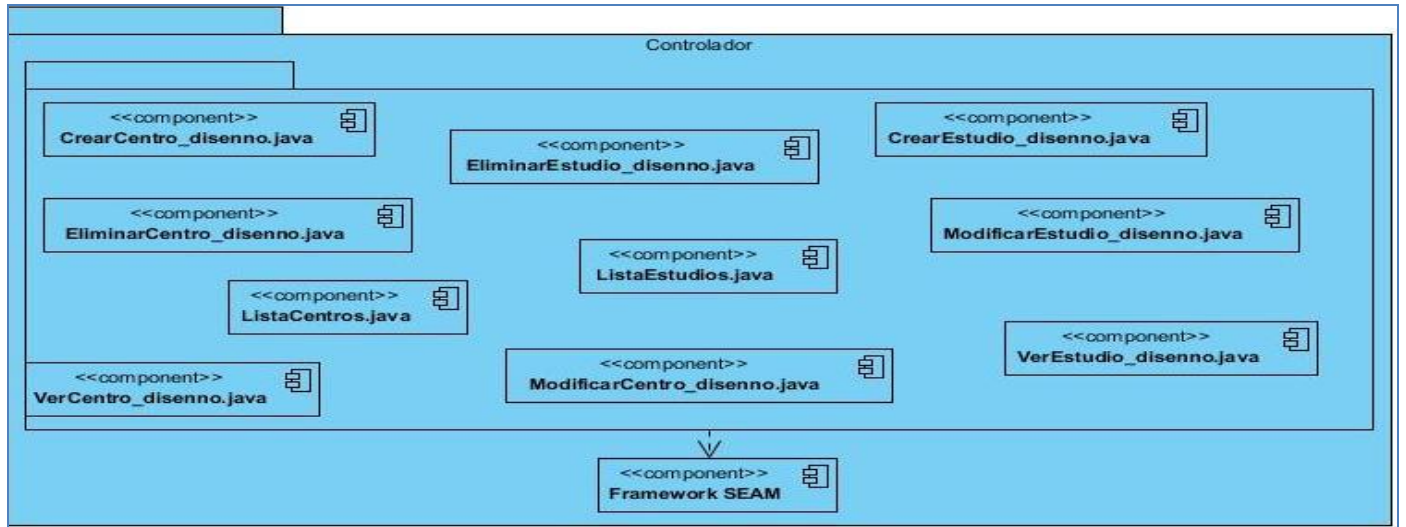 Controlador
<<component>>
CrearCentro_disenno.java
<<component>>
EliminarEstudio_disenno.java
<<component>>
CrearEstudio_disenno.java
<<component>>
EliminarCentro_disenno.java
<<component>>
ListaEstudios.java
<<component>>
ModificarEstudio_disenno.java
<<component>>
ListaCentros.java
<<component>>
VerCentro_disenno.java
<<component>>
ModificarCentro_disenno.java
<<component>>
VerEstudio_disenno.java
<<component>>
Framework SEAM